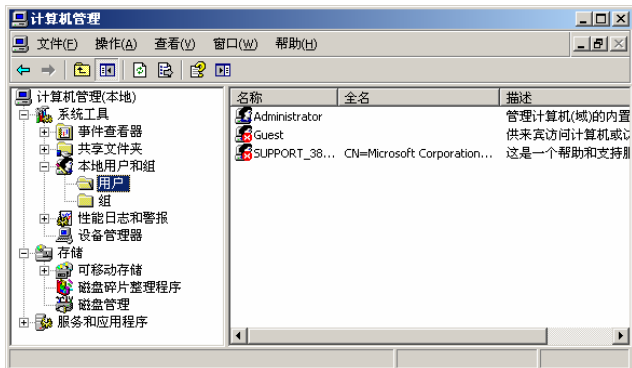 计算机管理
文件(F) 操作(A) 查看(V) 窗口(W) 帮助(H)
计算机管理(本地)
系统工具
事件查看器
共享文件夹
本地用户和组
用户
组
性能日志和警报
设备管理器
存储
可移动存储
磁盘碎片整理程序
磁盘管理
服务和应用程序
名称 全名 描述
Administrator 管理计算机(域)的内置
Guest 供来宾访问计算机或
SUPPORT_38... CN=Microsoft Corporation... 这是一个帮助和支持